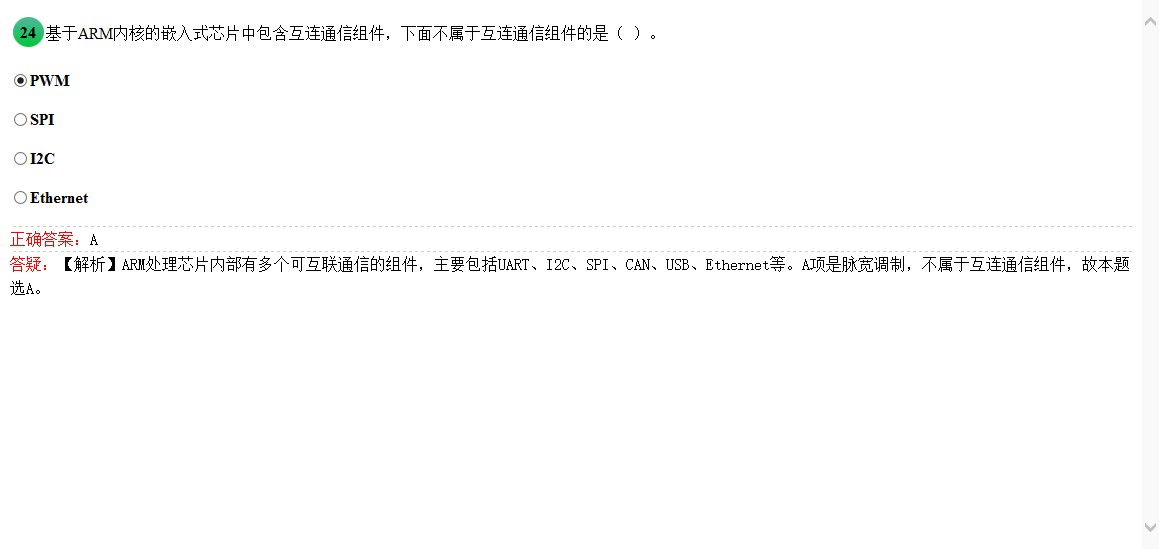 24 基于ARM内核的嵌入式芯片中包含互连通信组件，下面不属于互连通信组件的是（ ）。
PWM
SPI
I2C
Ethernet
正确答案：A
答疑：【解析】ARM处理芯片内部有多个可互联通信的组件，主要包括UART、I2C、SPI、CAN、USB、Ethernet等。A项是脉宽调制，不属于互连通信组件，故本题
选A。